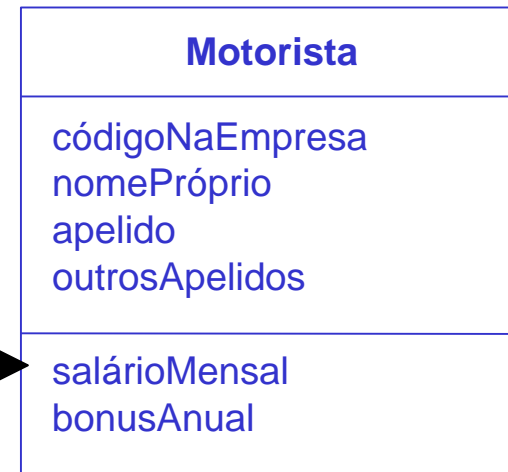 Motorista
códigoNaEmpresa
nomePróprio
apelido
outrosApelidos
salárioMensal
bonusAnual